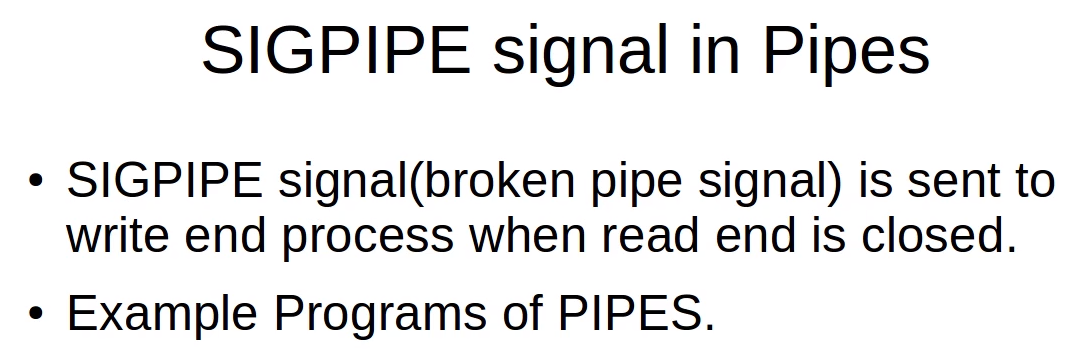 SIGPIPE signal in Pipes
• SIGPIPE signal(broken pipe signal) is sent to
write end process when read end is closed.
• Example Programs of PIPES.